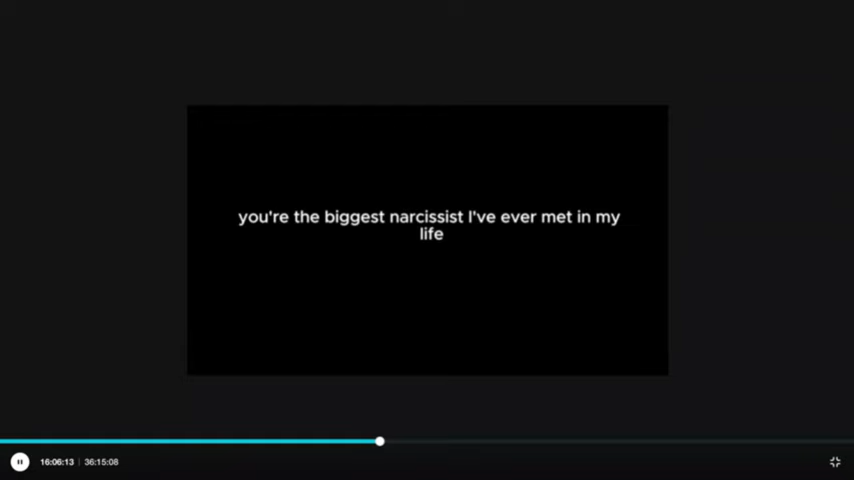 you're the biggest narcissist I've ever met in my
life
16:06:13 | 36:15:08